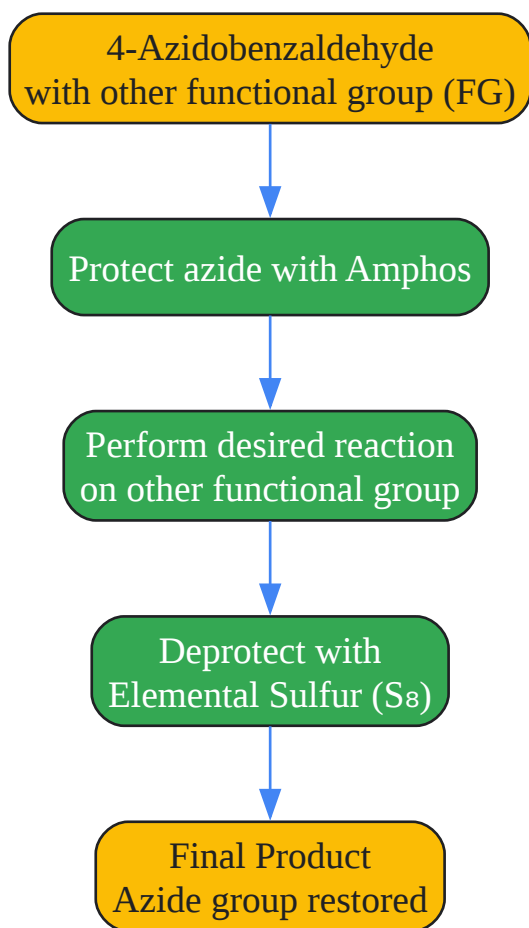 4-Azidobenzaldehyde
with other functional group (FG)
Protect azide with Amphos
Perform desired reaction
on other functional group
Deprotect with
Elemental Sulfur (S₈)
Final Product
Azide group restored